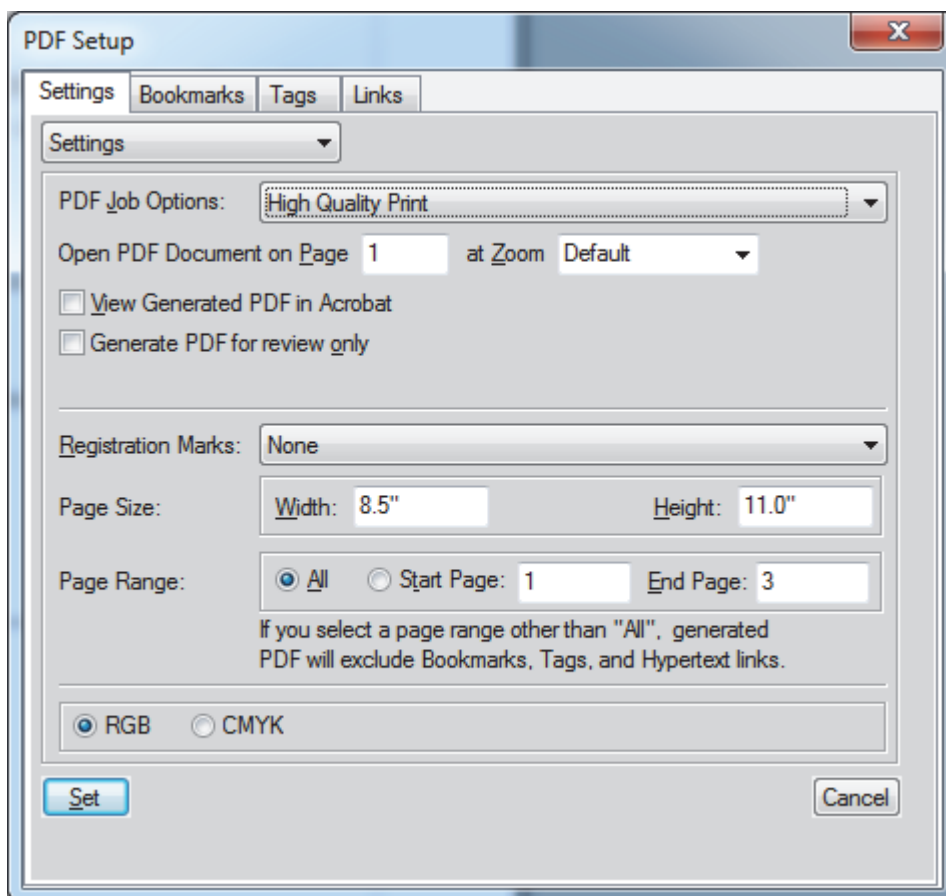 PDF Setup
Settings Bookmarks Tags Links
Settings
PDF Job Options: High Quality Print
Open PDF Document on Page 1 at Zoom Default
View Generated PDF in Acrobat
Generate PDF for review only
Registration Marks: None
Page Size: Width: 8.5" Height: 11.0"
Page Range: All Start Page: 1 End Page: 3
If you select a page range other than "All", generated
PDF will exclude Bookmarks, Tags, and Hypertext links.
RGB CMYK
Set Cancel